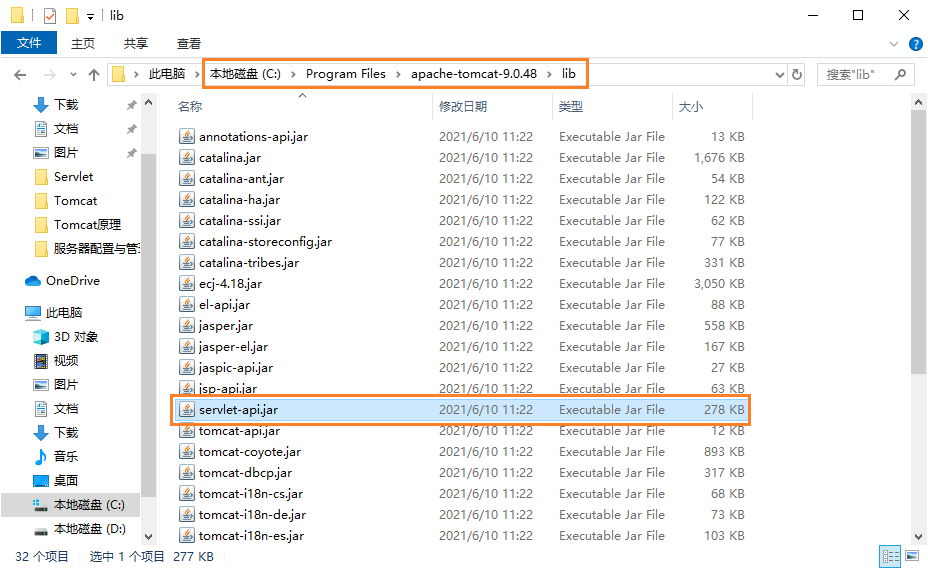 lib
文件 主页 共享 查看
此电脑 本地磁盘 (C:) Program Files apache-tomcat-9.0.48 lib 搜索"lib"
名称 修改日期 类型 大小
下载
文档
图片
Servlet
Tomcat
Tomcat原理
服务器配置与管
OneDrive
此电脑
3D 对象
视频
图片
文档
下载
音乐
桌面
本地磁盘 (C:)
本地磁盘 (D:)
annotations-api.jar 2021/6/10 11:22 Executable Jar File 13 KB
catalina.jar 2021/6/10 11:22 Executable Jar File 1,676 KB
catalina-ant.jar 2021/6/10 11:22 Executable Jar File 54 KB
catalina-ha.jar 2021/6/10 11:22 Executable Jar File 122 KB
catalina-ssi.jar 2021/6/10 11:22 Executable Jar File 62 KB
catalina-storeconfig.jar 2021/6/10 11:22 Executable Jar File 77 KB
catalina-tribes.jar 2021/6/10 11:22 Executable Jar File 331 KB
ecj-4.18.jar 2021/6/10 11:22 Executable Jar File 3,050 KB
el-api.jar 2021/6/10 11:22 Executable Jar File 88 KB
jasper.jar 2021/6/10 11:22 Executable Jar File 558 KB
jasper-el.jar 2021/6/10 11:22 Executable Jar File 167 KB
jaspic-api.jar 2021/6/10 11:22 Executable Jar File 27 KB
jsp-api.jar 2021/6/10 11:22 Executable Jar File 63 KB
servlet-api.jar 2021/6/10 11:22 Executable Jar File 278 KB
tomcat-api.jar 2021/6/10 11:22 Executable Jar File 12 KB
tomcat-coyote.jar 2021/6/10 11:22 Executable Jar File 893 KB
tomcat-dbcp.jar 2021/6/10 11:22 Executable Jar File 317 KB
tomcat-i18n-cs.jar 2021/6/10 11:22 Executable Jar File 68 KB
tomcat-i18n-de.jar 2021/6/10 11:22 Executable Jar File 73 KB
tomcat-i18n-es.jar 2021/6/10 11:22 Executable Jar File 103 KB
32 个项目 选中 1 个项目 277 KB